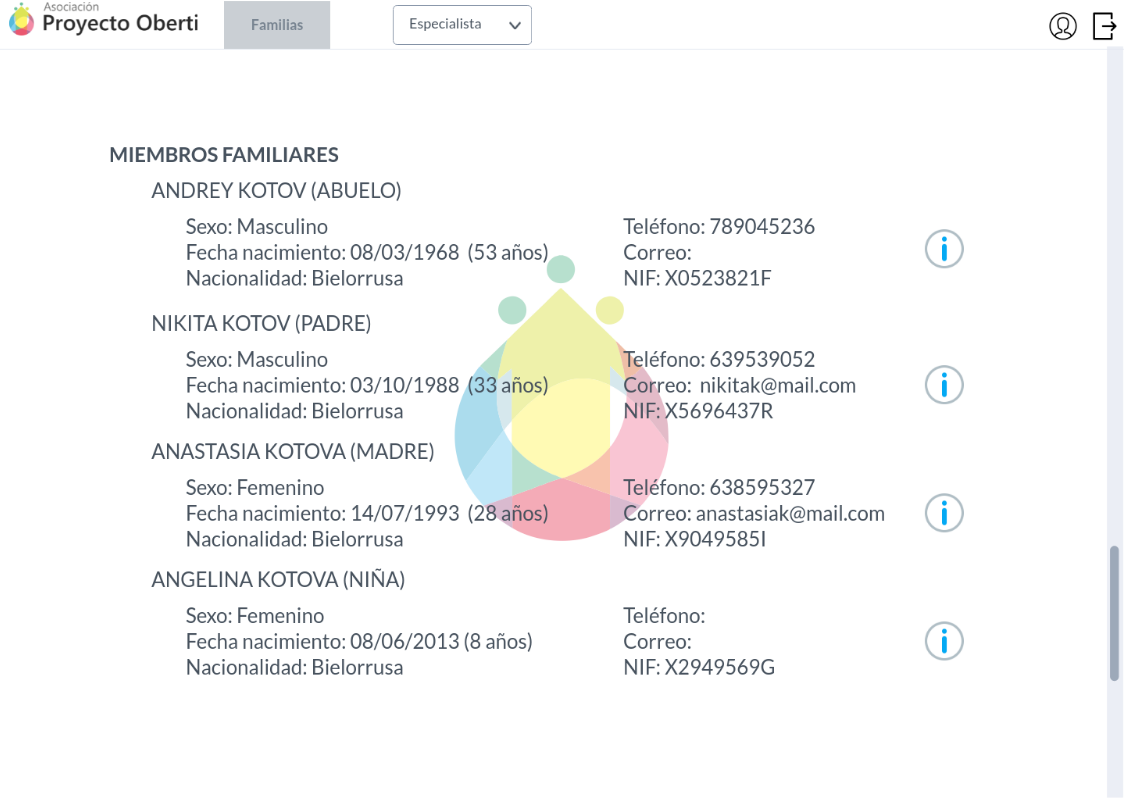 Asociación
Proyecto Oberti
Familias
Especialista
MIEMBROS FAMILIARES
ANDREY KOTOV (ABUELO)
Sexo: Masculino Teléfono: 789045236
Fecha nacimiento: 08/03/1968 (53 años) Correo:
Nacionalidad: Bielorrusa NIF: X0523821F
NIKITA KOTOV (PADRE)
Sexo: Masculino Teléfono: 639539052
Fecha nacimiento: 03/10/1988 (33 años) Correo: nikitak@mail.com
Nacionalidad: Bielorrusa NIF: X5696437R
ANASTASIA KOTOVA (MADRE)
Sexo: Femenino Teléfono: 638595327
Fecha nacimiento: 14/07/1993 (28 años) Correo: anastasiak@mail.com
Nacionalidad: Bielorrusa NIF: X9049585I
ANGELINA KOTOVA (NIÑA)
Sexo: Femenino Teléfono:
Fecha nacimiento: 08/06/2013 (8 años) Correo:
Nacionalidad: Bielorrusa NIF: X2949569G